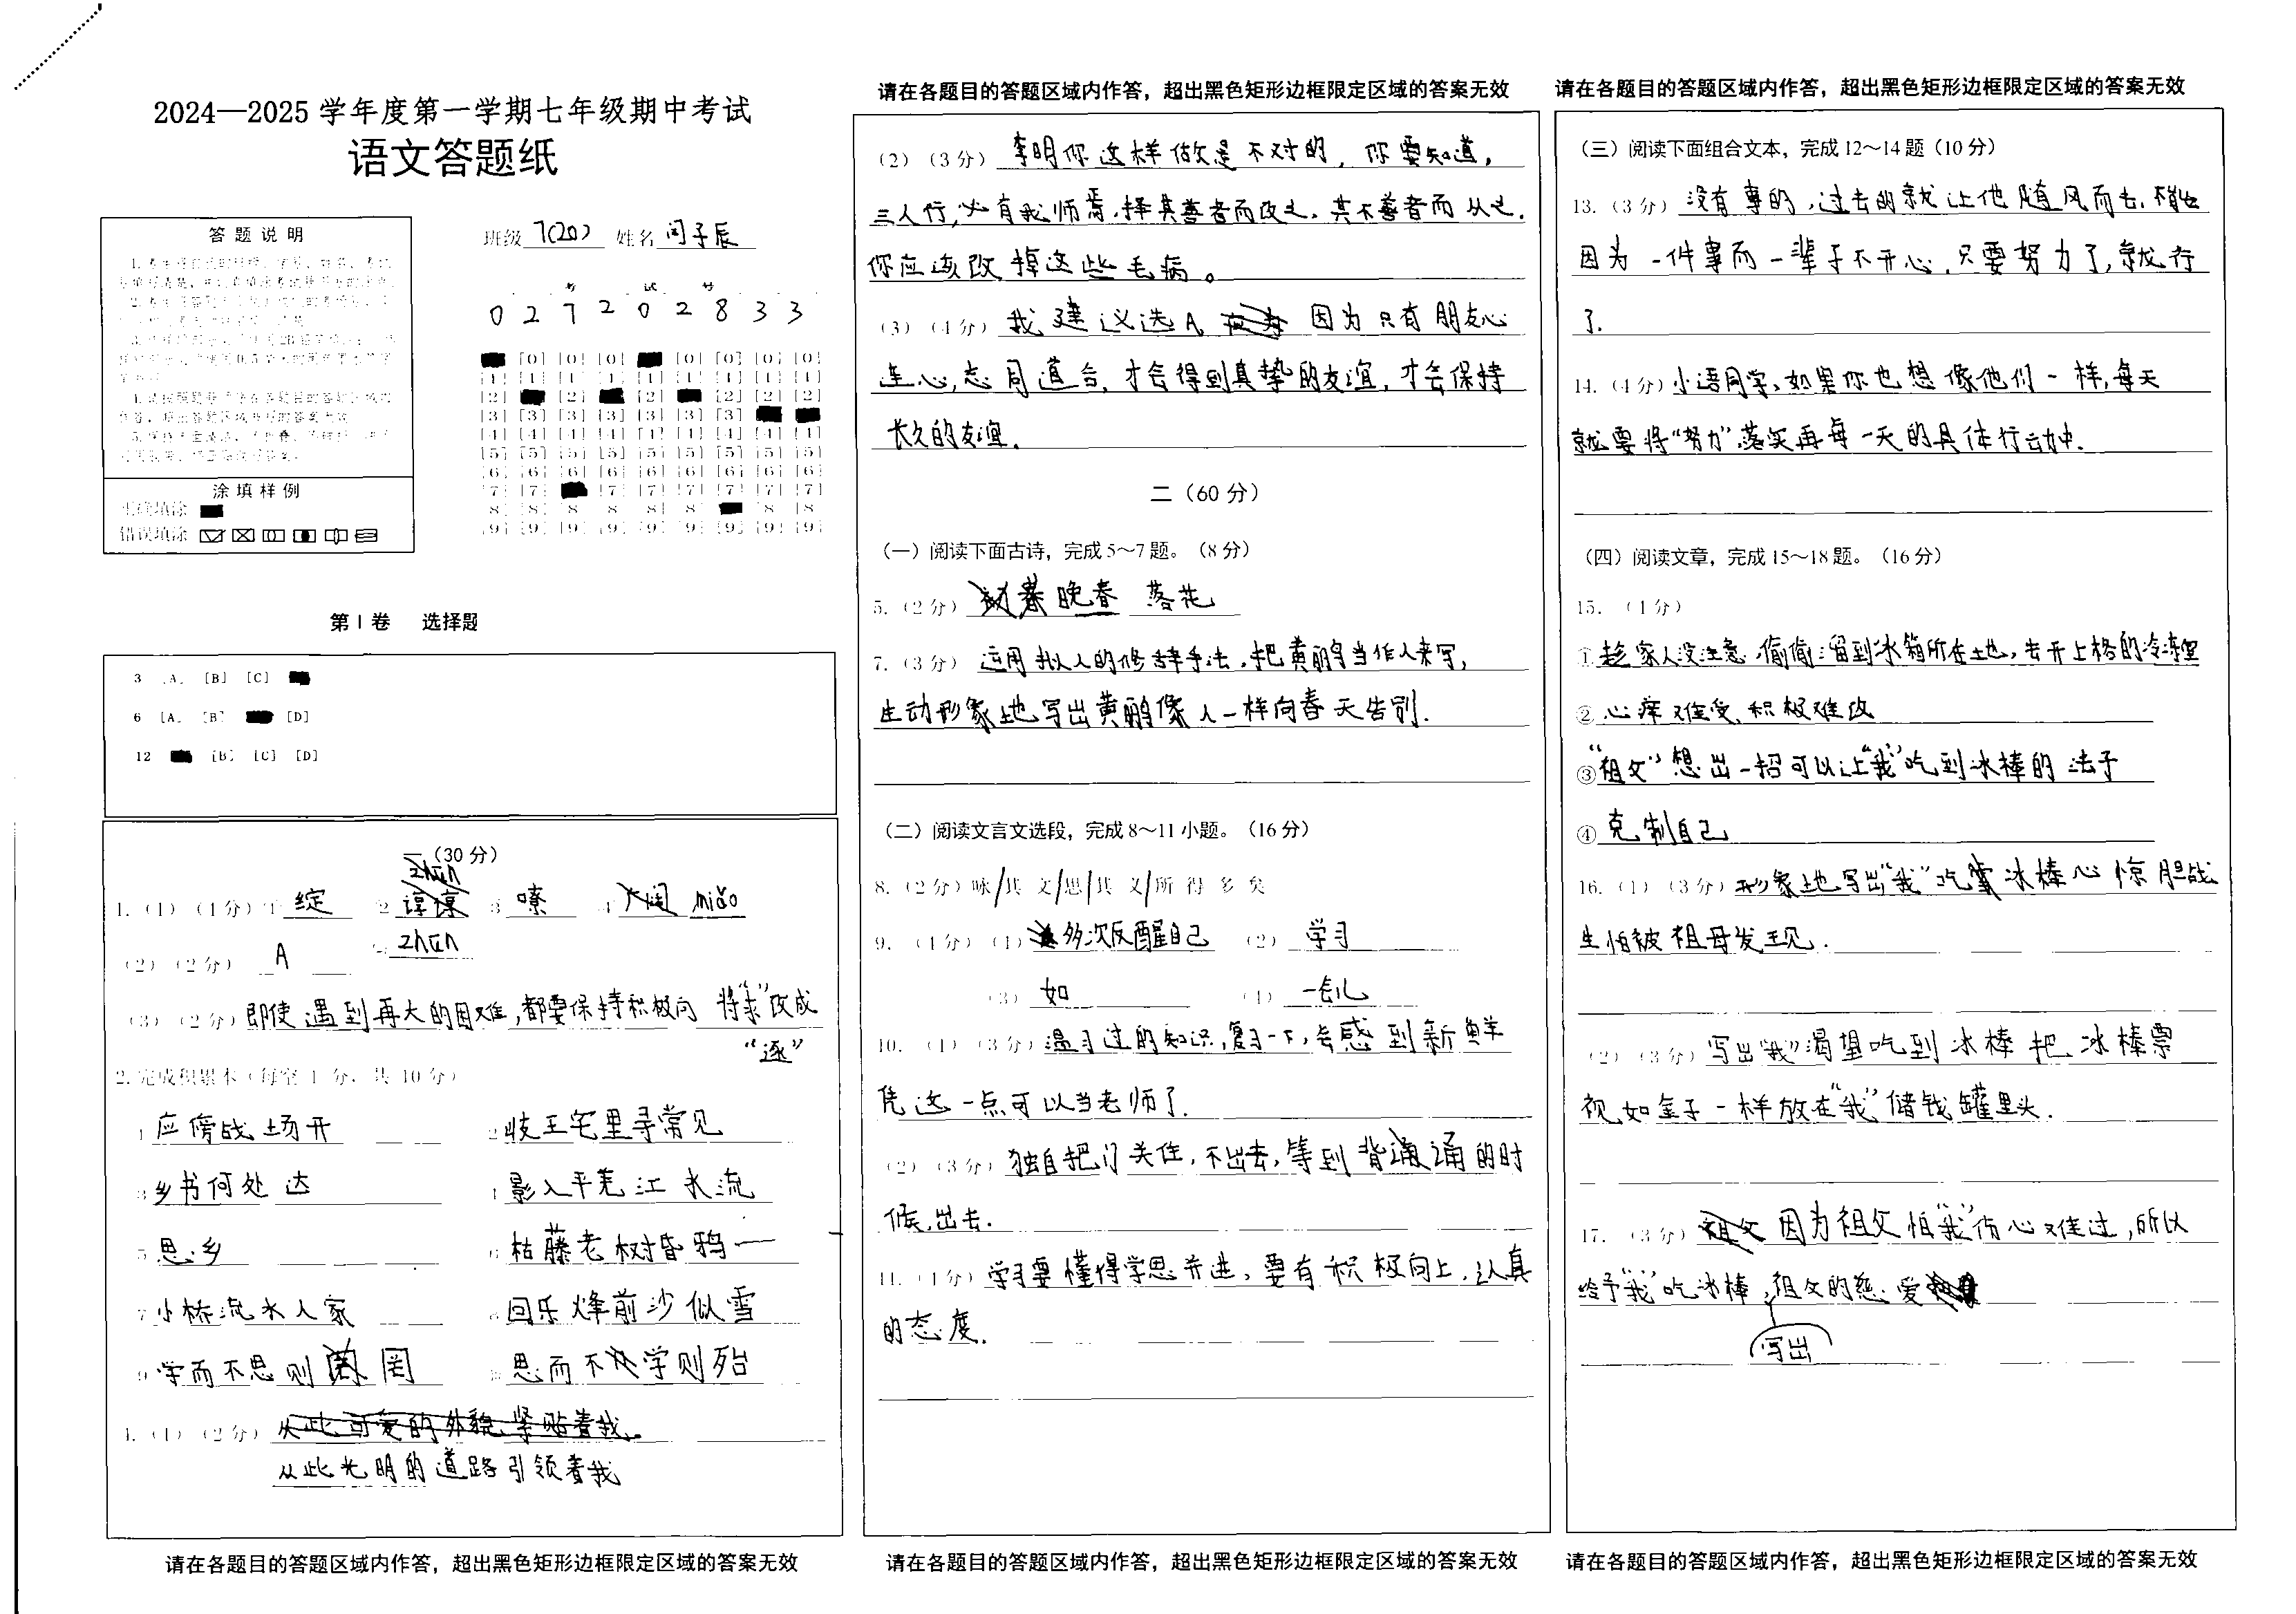 2024—2025 学年度第一学期七年级期中考试
语文答题纸
答 题 说 明
涂 填 样 例
错误填涂
班级 7(20) 姓名 闫子辰
考 试 号
0 2 7 2 0 2 8 3 3
第Ⅰ卷 选择题
3 [A] [B] [C]
6 [A] [B] [D]
12 [B] [C] [D]
一（30 分）
1.（1）（4分）① 绽 ② zhūn ③ 嗪 ④ miǎo
（2）（2 分） A
（3）（2 分）即使遇到再大的困难，都要保持积极向 将“求”改成
“逐”
2.完成积累本（每空 1 分，共 10 分）
1 应傍战场开 2 岐王宅里寻常见
3 乡书何处达 4 影入平羌江水流
5 思乡 6 枯藤老树昏鸦
7 小桥流水人家 8 回乐烽前沙似雪
9 学而不思则罔 10 思而不学则殆
4.（1）（2 分）从此可爱的外貌紧贴着我。
从此光明的道路引领着我
请在各题目的答题区域内作答，超出黑色矩形边框限定区域的答案无效
请在各题目的答题区域内作答，超出黑色矩形边框限定区域的答案无效
（2）（3 分）李明你这样做是不对的，你要知道，
三人行，必有我师焉，择其善者而改之，其不善者而从之.
你应该改掉这些毛病。
（3）（4 分）我建议选A 因为只有朋友心
连心，志同道合，才会得到真挚的友谊，才会保持
长久的友谊.
二（60 分）
（一）阅读下面古诗，完成 5～7 题。（8 分）
5.（2 分） 晚春 落花
7.（3 分）运用拟人的修辞手法，把黄鹂当作人来写，
生动形象地写出黄鹂像人一样向春天告别.
（二）阅读文言文选段，完成 8～11 小题。（16 分）
8.（2 分）咏/其 文/思/其 义/所 得 多 矣
9.（4分）（1）多次反醒自己 （2）学习
（3）如 （4）一会儿
10.（1）（3 分）温习过的知识，复习一下，会感到新鲜
凭这一点可以当老师了.
（2）（3 分）独自把门关住，不出去，等到背诵的时
候，出去.
11.（4分）学习要懂得学思并进，要有积极向上，认真
的态度.
请在各题目的答题区域内作答，超出黑色矩形边框限定区域的答案无效
请在各题目的答题区域内作答，超出黑色矩形边框限定区域的答案无效
（三）阅读下面组合文本，完成 12～14 题（10 分）
13.（3 分）没有事的，过去的就让他随风而去，不能
因为一件事而一辈子不开心，只要努力了，就行
了.
14.（4 分）小语同学，如果你也想像他们一样，每天
就要将“努力”落实再每一天的具体行动中.
（四）阅读文章，完成 15～18 题。（16 分）
15.（4 分）
①趁家人没注意，偷偷溜到冰箱所在地，去开上格的冷冻室
②心痒难受，积极难改
③“祖父”想出一招可以让“我”吃到冰棒的法子
④克制自己
16.（1）（3 分）形象地写出“我”吃雪冰棒心惊胆战
生怕被祖母发现.
（2）（3 分）写出“我”渴望吃到冰棒把冰棒票
视如金子一样放在“我”储钱罐里头.
17.（3 分）因为祖父怕“我”伤心难过，所以
给予“我”吃冰棒，写出祖父的慈爱
请在各题目的答题区域内作答，超出黑色矩形边框限定区域的答案无效